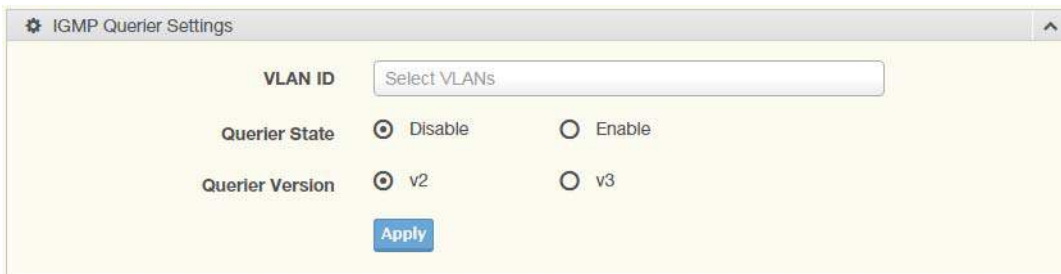 IGMP Querier Settings
VLAN ID Select VLANs
Querier State Disable Enable
Querier Version v2 v3
Apply